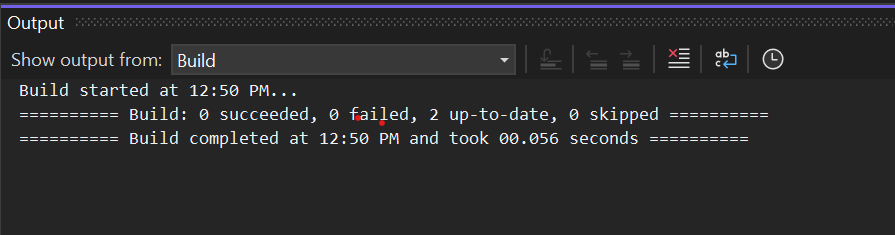 Output
Show output from: Build
Build started at 12:50 PM...
========== Build: 0 succeeded, 0 failed, 2 up-to-date, 0 skipped ==========
========== Build completed at 12:50 PM and took 00.056 seconds ==========